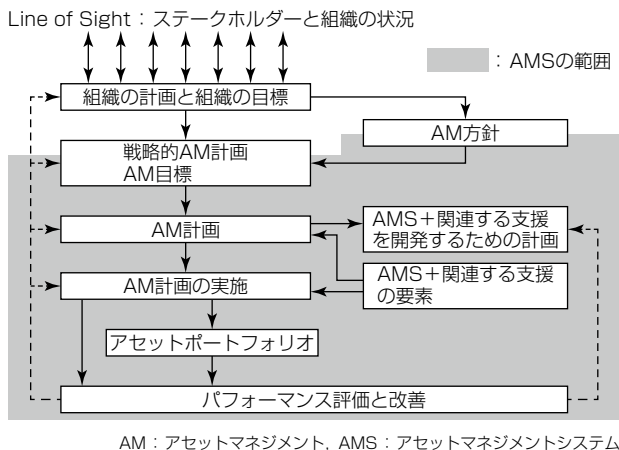 Line of Sight：ステークホルダーと組織の状況
：AMSの範囲
組織の計画と組織の目標
AM方針
戦略的AM計画
AM目標
AM計画
AMS＋関連する支援
を開発するための計画
AM計画の実施
AMS＋関連する支援
の要素
アセットポートフォリオ
パフォーマンス評価と改善
AM：アセットマネジメント，AMS：アセットマネジメントシステム